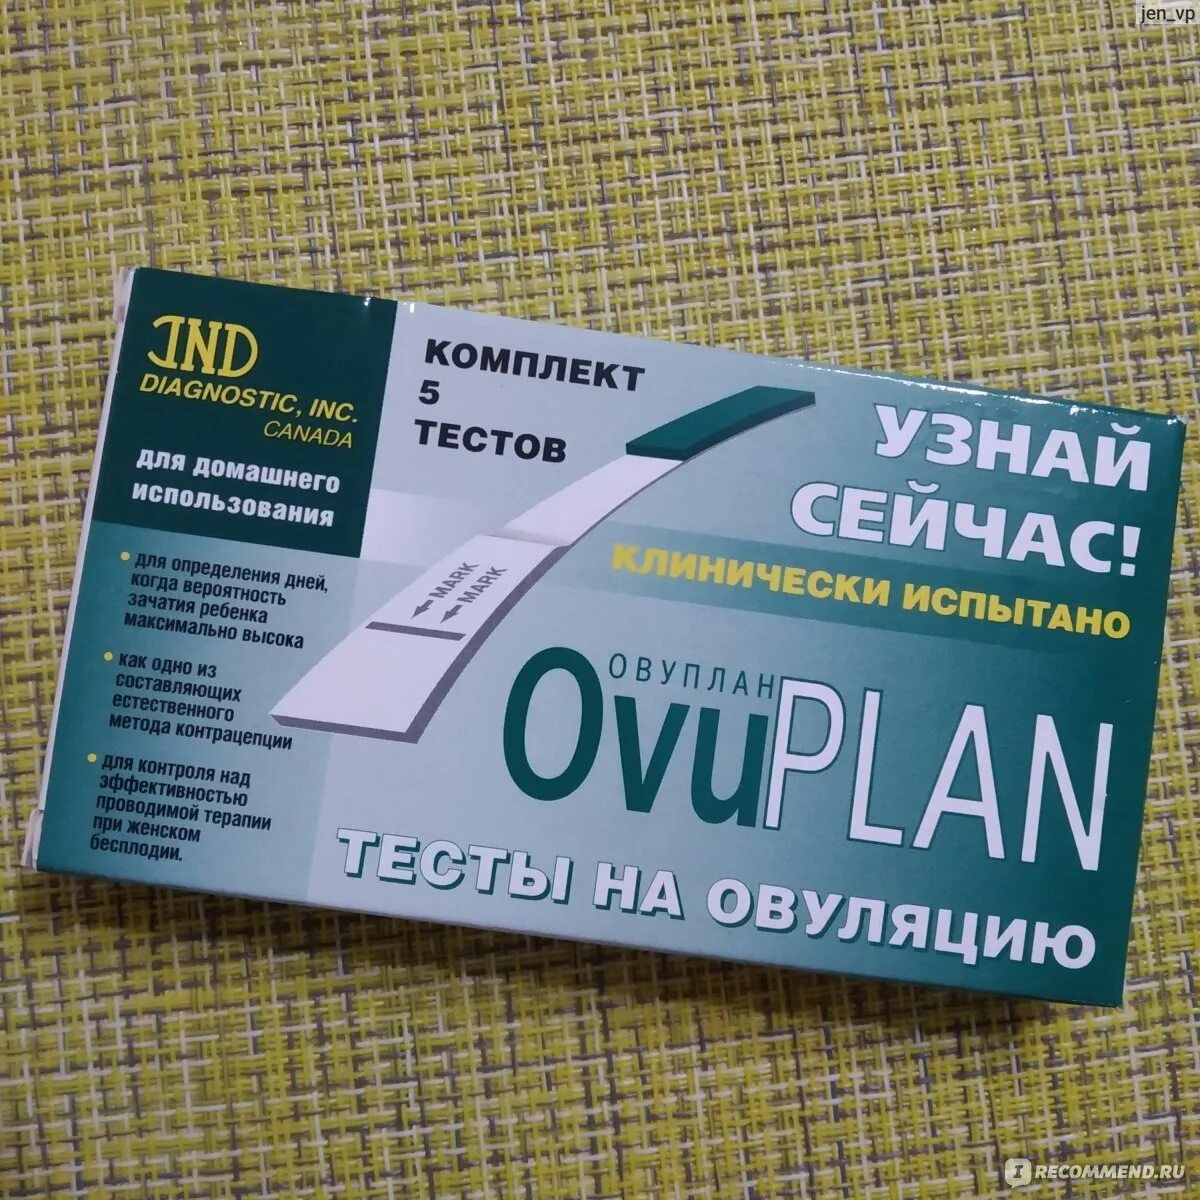 jen_vp
IND
DIAGNOSTIC, INC.
CANADA
для домашнего
использования
• для определения дней,
когда вероятность
зачатия ребенка
максимально высока
• как одно из
составляющих
естественного
метода контрацепции
• для контроля над
эффективностью
проводимой терапии
при женском
бесплодии.
КОМПЛЕКТ
5
ТЕСТОВ
MARK
MARK
УЗНАЙ
СЕЙЧАС!
КЛИНИЧЕСКИ ИСПЫТАНО
ОВУПЛАН
OvuPLAN
ТЕСТЫ НА ОВУЛЯЦИЮ
RECOMMEND.RU